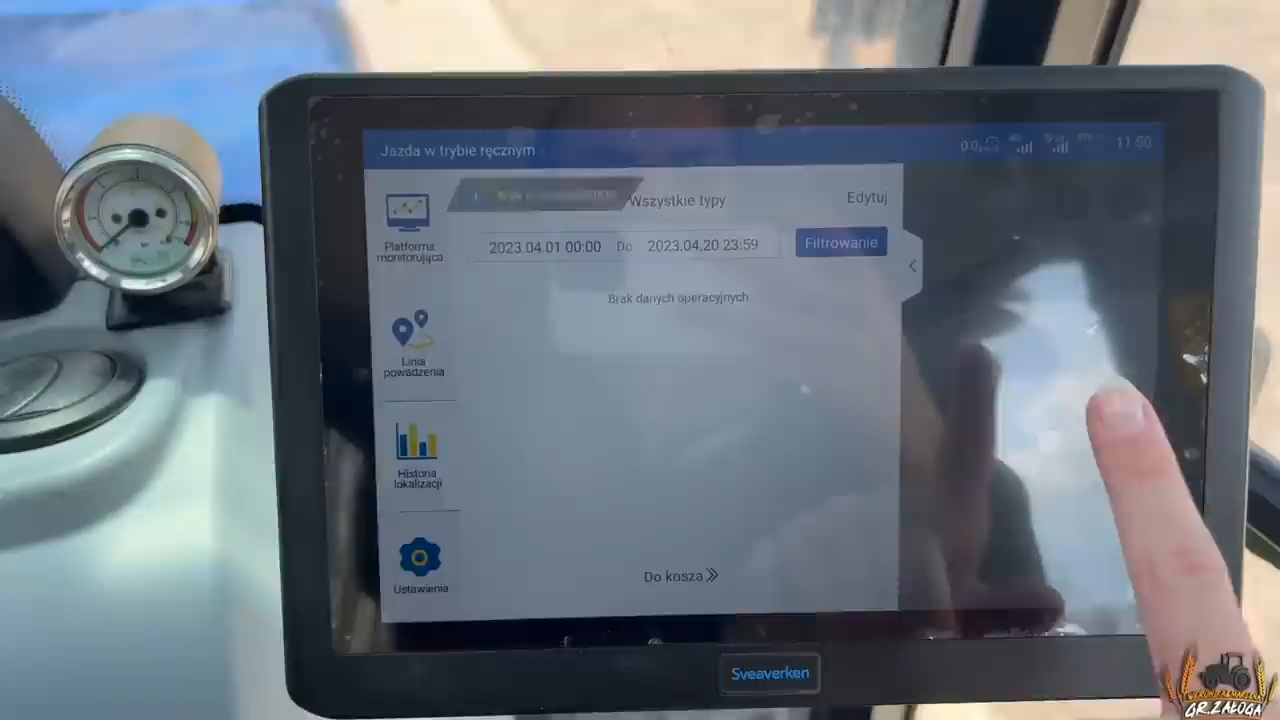 Jazda w trybie ręcznym
11:50
Wszystkie typy
Edytuj
Platforma
monitorująca
2023.04.01 00:00 Do 2023.04.20 23:59 Filtrowanie
Brak danych operacyjnych
Linia
powadzenia
Historia
lokalizacji
Ustawienia
Do kosza
Sveaverken
GR.ZAŁOGA